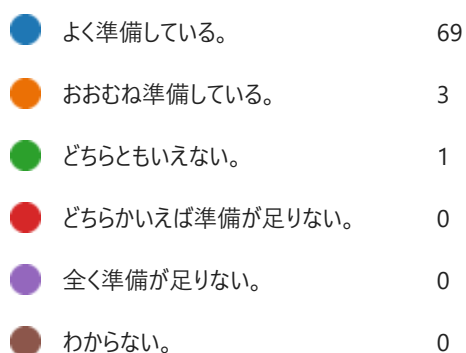 よく準備している。 69
おおむね準備している。 3
どちらともいえない。 1
どちらかいえば準備が足りない。 0
全く準備が足りない。 0
わからない。 0